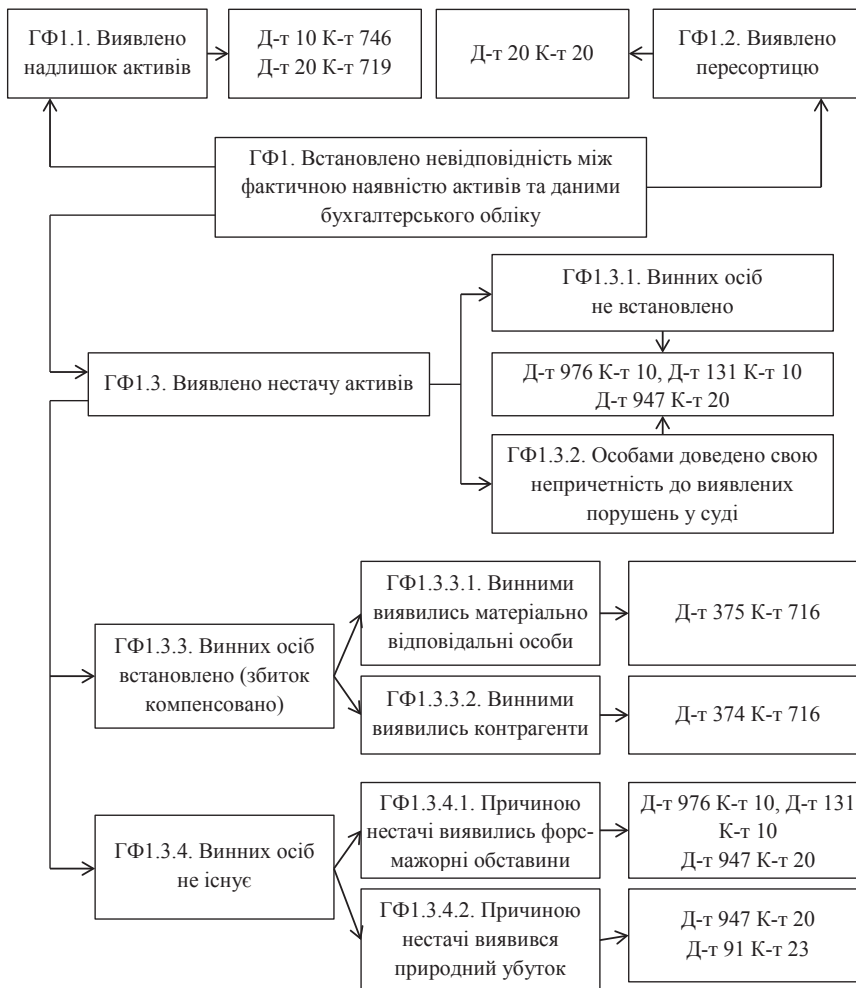 ГФ1.1. Виявлено
надлишок активів
Д-т 10 К-т 746
Д-т 20 К-т 719
Д-т 20 К-т 20
ГФ1.2. Виявлено
пересортицю
ГФ1. Встановлено невідповідність між
фактичною наявністю активів та даними
бухгалтерського обліку
ГФ1.3.1. Винних осіб
не встановлено
ГФ1.3. Виявлено нестачу активів
Д-т 976 К-т 10, Д-т 131 К-т 10
Д-т 947 К-т 20
ГФ1.3.2. Особами доведено свою
непричетність до виявлених
порушень у суді
ГФ1.3.3. Винних осіб
встановлено (збиток
компенсовано)
ГФ1.3.3.1. Винними
виявились матеріально
відповідальні особи
Д-т 375 К-т 716
ГФ1.3.3.2. Винними
виявились контрагенти
Д-т 374 К-т 716
ГФ1.3.4. Винних осіб
не існує
ГФ1.3.4.1. Причиною
нестачі виявились форс-
мажорні обставини
Д-т 976 К-т 10, Д-т 131
К-т 10
Д-т 947 К-т 20
ГФ1.3.4.2. Причиною
нестачі виявився
природний убуток
Д-т 947 К-т 20
Д-т 91 К-т 23